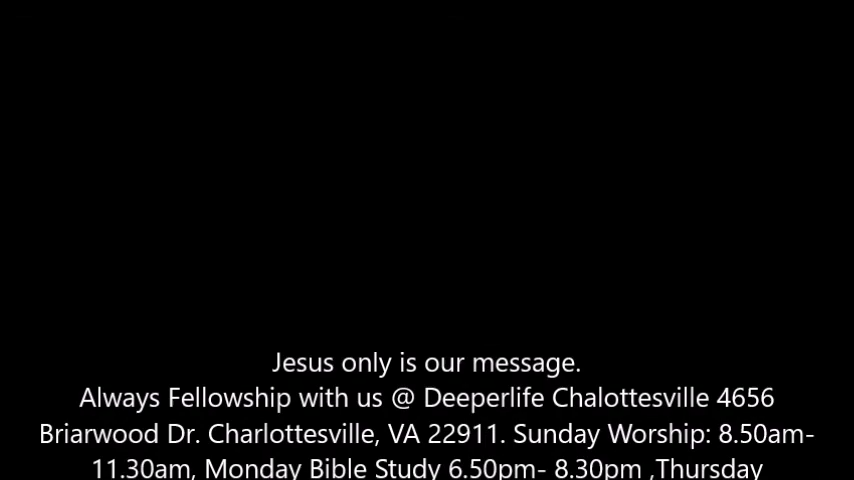 Jesus only is our message.
Always Fellowship with us @ Deeperlife Chalottesville 4656
Briarwood Dr. Charlottesville, VA 22911. Sunday Worship: 8.50am-
11.30am, Monday Bible Study 6.50pm- 8.30pm ,Thursday